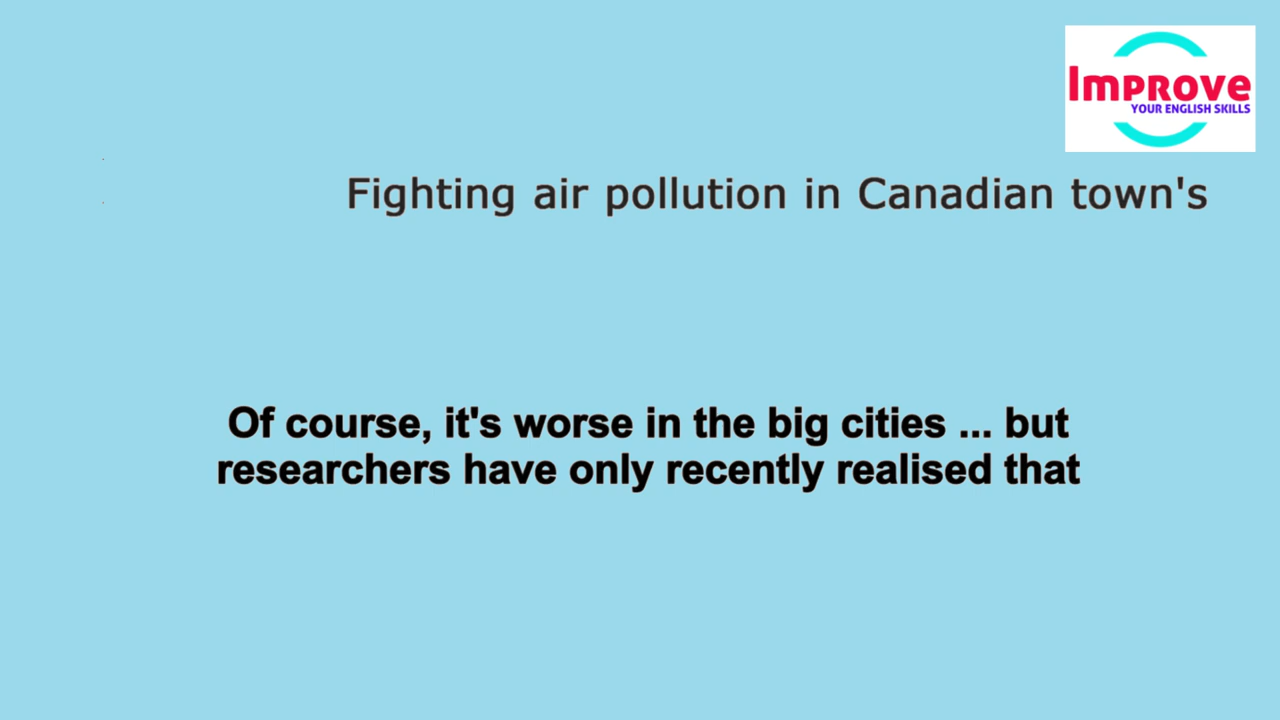 Improve
YOUR ENGLISH SKILLS
Fighting air pollution in Canadian town's
Of course, it's worse in the big cities ... but
researchers have only recently realised that